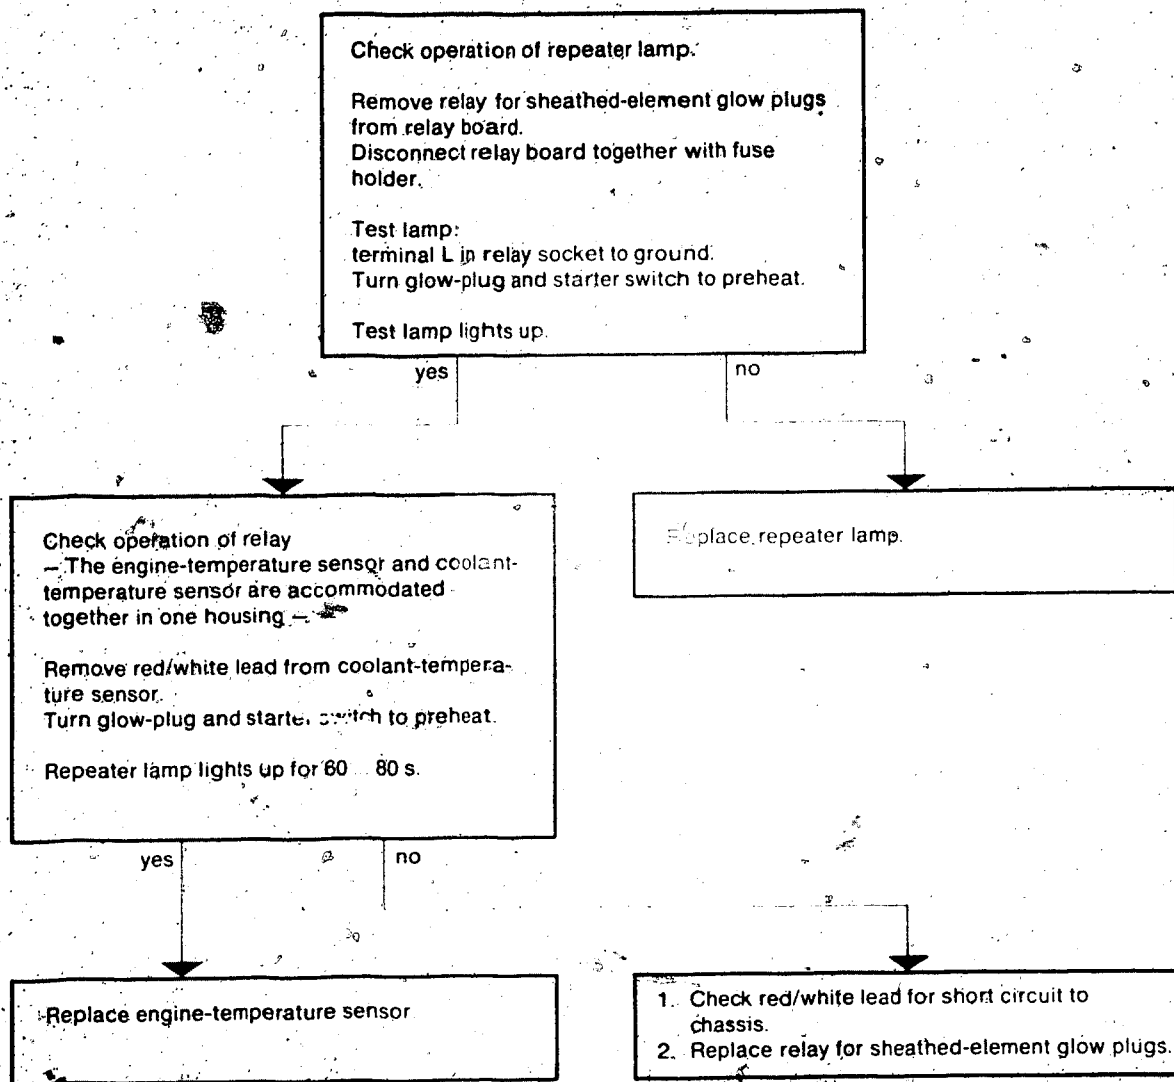 Check operation of repeater lamp.
Remove relay for sheathed-element glow plugs
from relay board.
Disconnect relay board together with fuse
holder.
Test lamp:
terminal L in relay socket to ground.
Turn glow-plug and starter switch to preheat.
Test lamp lights up.
yes
no
Check operation of relay
– The engine-temperature sensor and coolant-
temperature sensor are accommodated
together in one housing –
Remove red/white lead from coolant-tempera-
ture sensor.
Turn glow-plug and starter switch to preheat.
Repeater lamp lights up for 60 ... 80 s.
Replace repeater lamp.
yes
no
Replace engine-temperature sensor
1. Check red/white lead for short circuit to
chassis.
2. Replace relay for sheathed-element glow plugs.